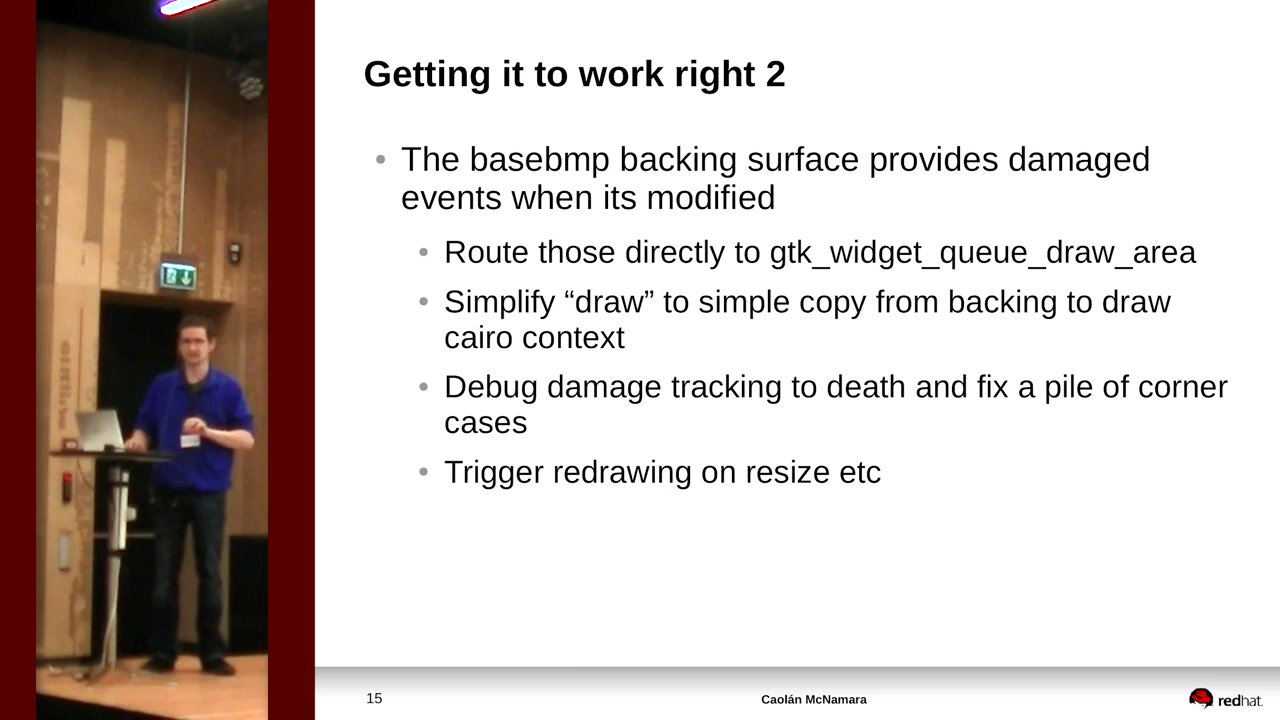 Getting it to work right 2
The basebmp backing surface provides damaged
events when its modified
Route those directly to gtk_widget_queue_draw_area
Simplify “draw” to simple copy from backing to draw
cairo context
Debug damage tracking to death and fix a pile of corner
cases
Trigger redrawing on resize etc
15
Caolán McNamara
redhat.